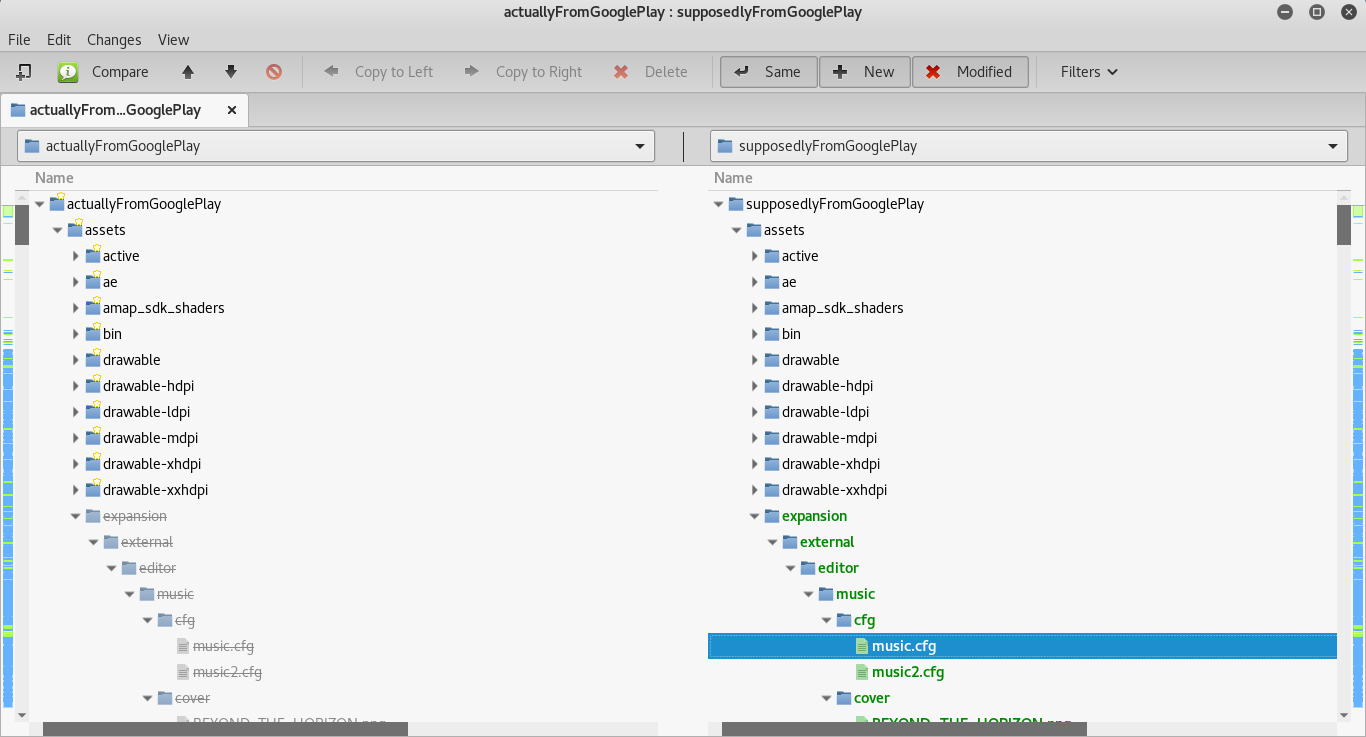 actuallyFromGooglePlay : supposedlyFromGooglePlay
File Edit Changes View
Compare Copy to Left Copy to Right Delete Same New Modified Filters
actuallyFrom...GooglePlay
actuallyFromGooglePlay supposedlyFromGooglePlay
Name Name
actuallyFromGooglePlay supposedlyFromGooglePlay
assets assets
active active
ae ae
amap_sdk_shaders amap_sdk_shaders
bin bin
drawable drawable
drawable-hdpi drawable-hdpi
drawable-ldpi drawable-ldpi
drawable-mdpi drawable-mdpi
drawable-xhdpi drawable-xhdpi
drawable-xxhdpi drawable-xxhdpi
expansion expansion
external external
editor editor
music music
cfg cfg
music.cfg music.cfg
music2.cfg music2.cfg
cover cover
BEYOND_THE_HORIZON.png BEYOND_THE_HORIZON.png